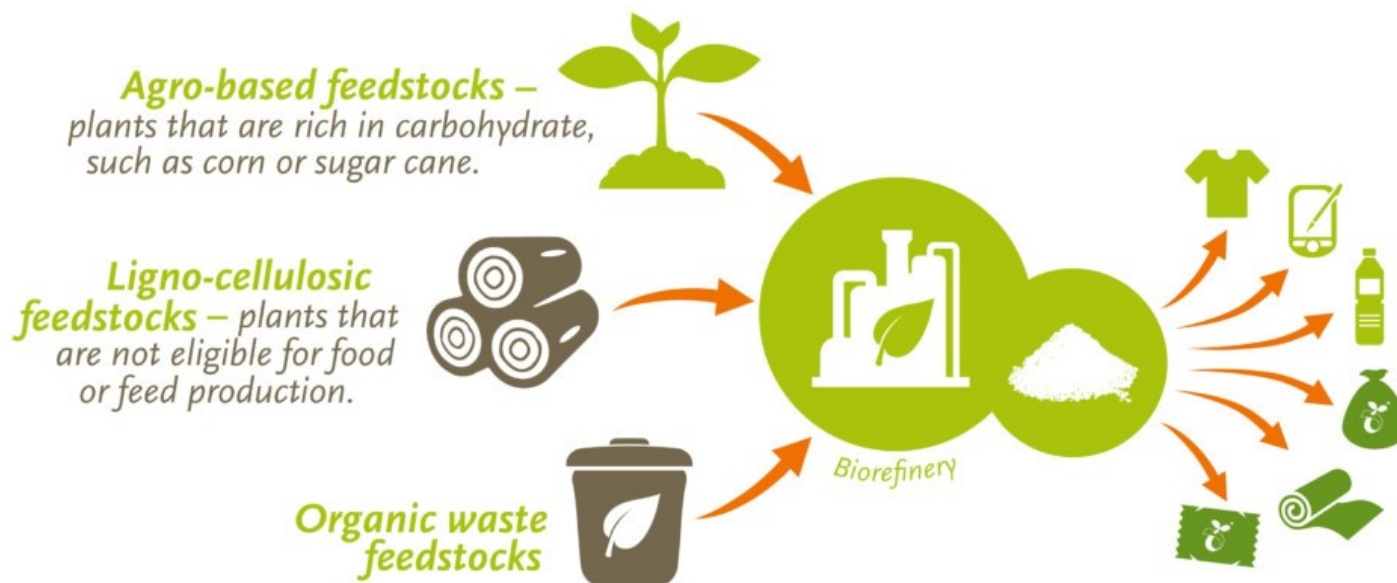 Agro-based feedstocks –
plants that are rich in carbohydrate,
such as corn or sugar cane.
Ligno-cellulosic
feedstocks – plants that
are not eligible for food
or feed production.
Organic waste
feedstocks
Biorefinery